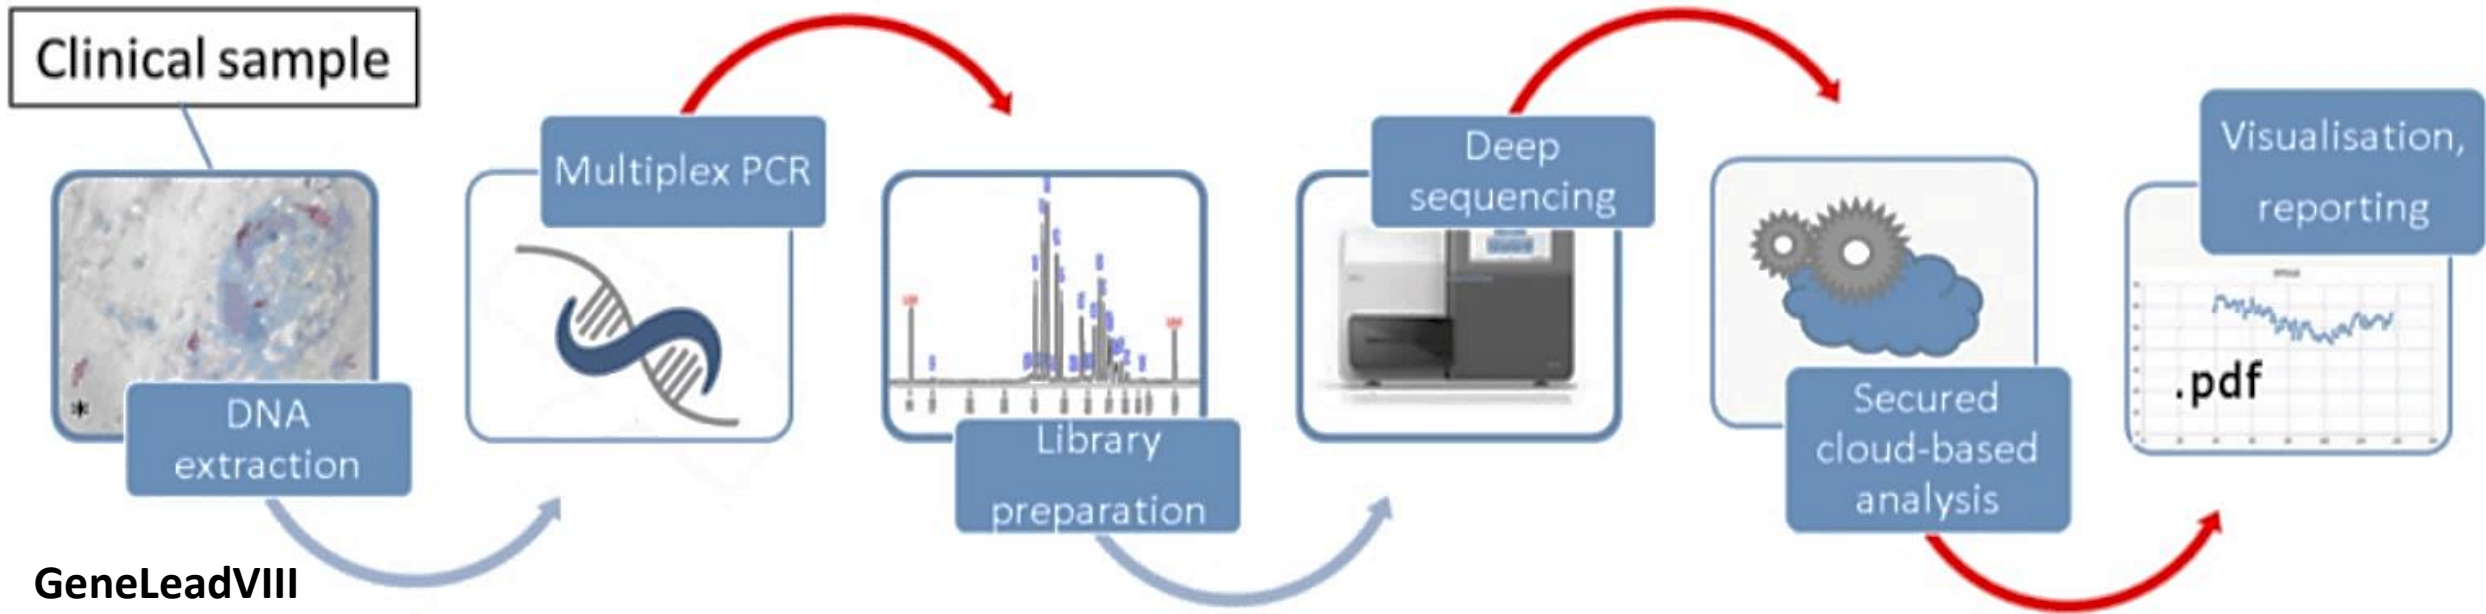 Clinical sample
DNA
extraction
*
Multiplex PCR
Library
preparation
Deep
sequencing
Secured
cloud-based
analysis
Visualisation,
reporting
.pdf
GeneLeadVIII